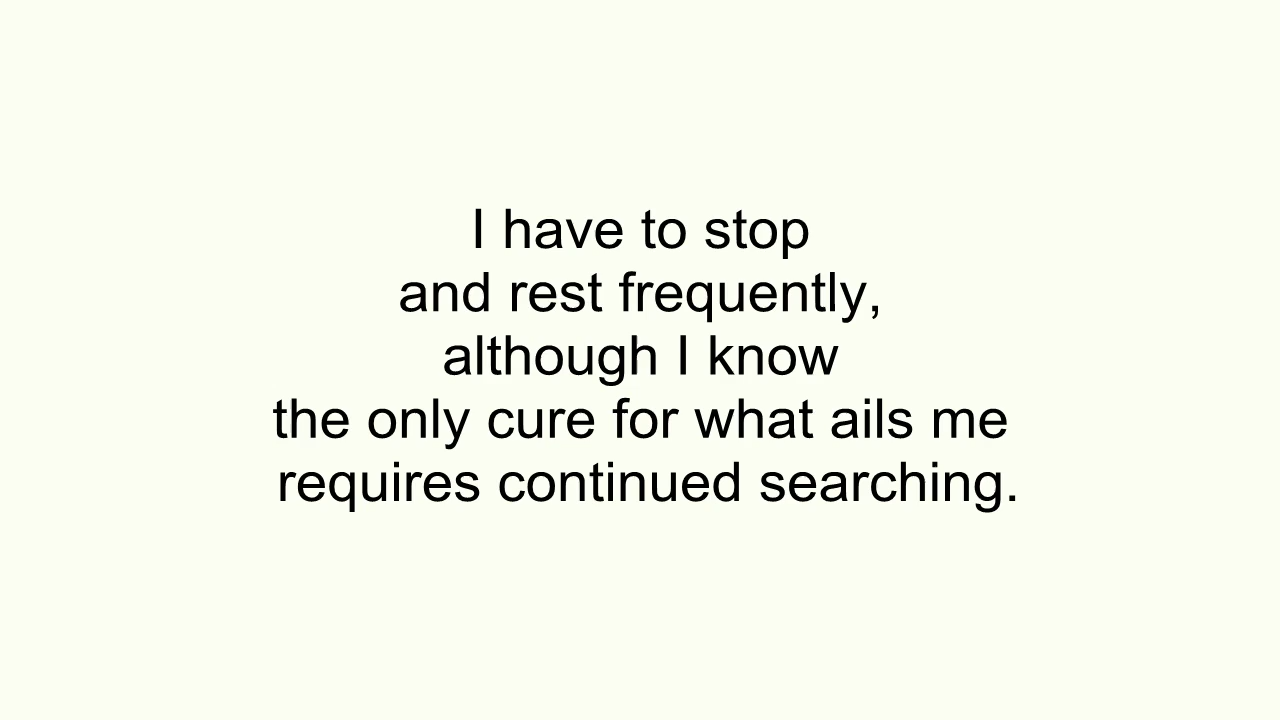 I have to stop
and rest frequently,
although I know
the only cure for what ails me
requires continued searching.